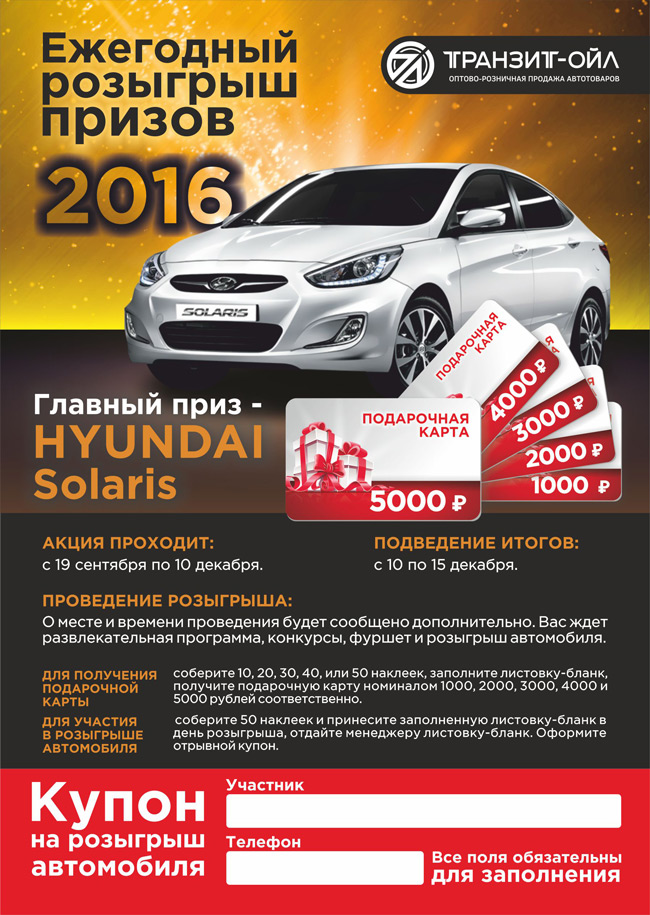 Ежегодный
розыгрыш
призов
2016
ТРАНЗИТ-ОЙЛ
ОПТОВО-РОЗНИЧНАЯ ПРОДАЖА АВТОТОВАРОВ
SOLARIS
Главный приз -
HYUNDAI
Solaris
ПОДАРОЧНАЯ
КАРТА
5000 ₽
ПОДАРОЧНАЯ
КАРТА
4000 ₽
3000 ₽
2000 ₽
1000 ₽
АКЦИЯ ПРОХОДИТ:
с 19 сентября по 10 декабря.
ПОДВЕДЕНИЕ ИТОГОВ:
с 10 по 15 декабря.
ПРОВЕДЕНИЕ РОЗЫГРЫША:
О месте и времени проведения будет сообщено дополнительно. Вас ждет
развлекательная программа, конкурсы, фуршет и розыгрыш автомобиля.
ДЛЯ ПОЛУЧЕНИЯ
ПОДАРОЧНОЙ
КАРТЫ
соберите 10, 20, 30, 40, или 50 наклеек, заполните листовку-бланк,
получите подарочную карту номиналом 1000, 2000, 3000, 4000 и
5000 рублей соответственно.
ДЛЯ УЧАСТИЯ
В РОЗЫГРЫШЕ
АВТОМОБИЛЯ
соберите 50 наклеек и принесите заполненную листовку-бланк в
день розыгрыша, отдайте менеджеру листовку-бланк. Оформите
отрывной купон.
Купон
на розыгрыш
автомобиля
Участник
Телефон
Все поля обязательны
для заполнения